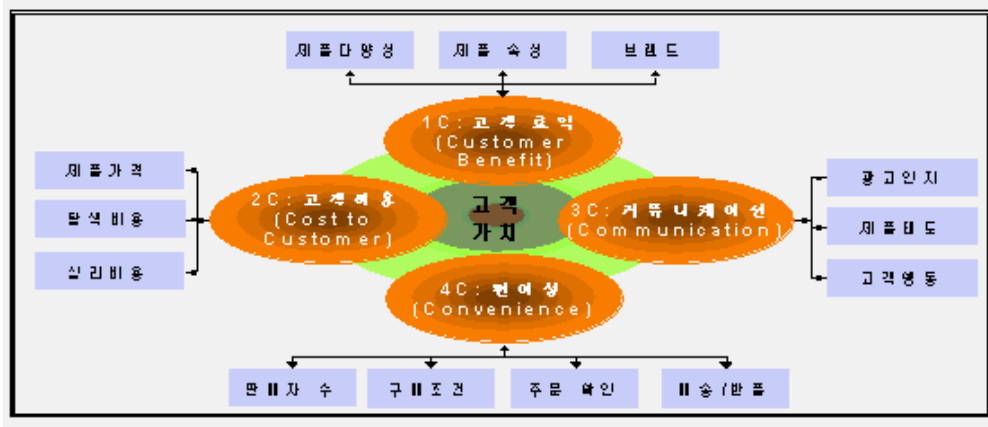 제품다양성
제품 속성
브랜드
1C: 고객 효익
(Customer
Benefit)
제품가격
탐색비용
심리비용
2C: 고객비용
(Cost to
Customer)
고객
가치
3C: 커뮤니케이션
(Communication)
광고인지
제품태도
고객행동
4C: 편이성
(Convenience)
판매자 수
구매조건
주문 확인
배송/반품